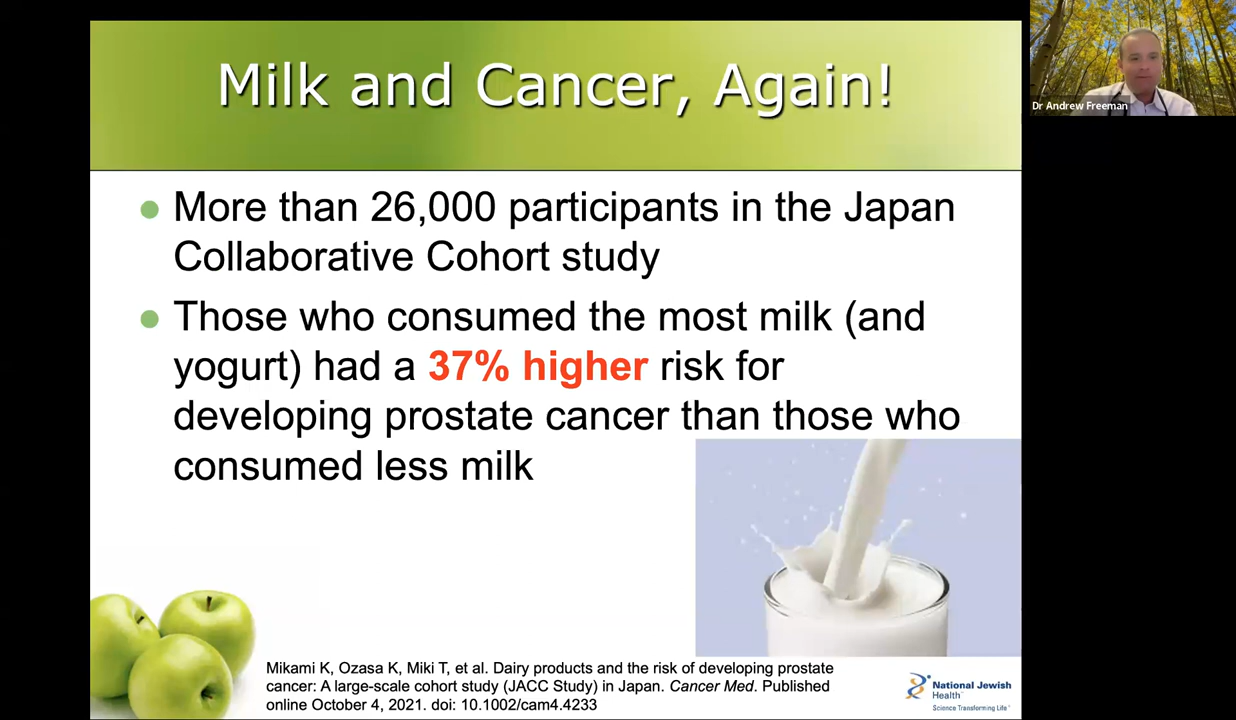 Milk and Cancer, Again!
Dr Andrew Freeman
More than 26,000 participants in the Japan
Collaborative Cohort study
Those who consumed the most milk (and
yogurt) had a 37% higher risk for
developing prostate cancer than those who
consumed less milk
Mikami K, Ozasa K, Miki T, et al. Dairy products and the risk of developing prostate
cancer: A large-scale cohort study (JACC Study) in Japan. Cancer Med. Published
online October 4, 2021. doi: 10.1002/cam4.4233
National Jewish
Health®
Science Transforming Life®